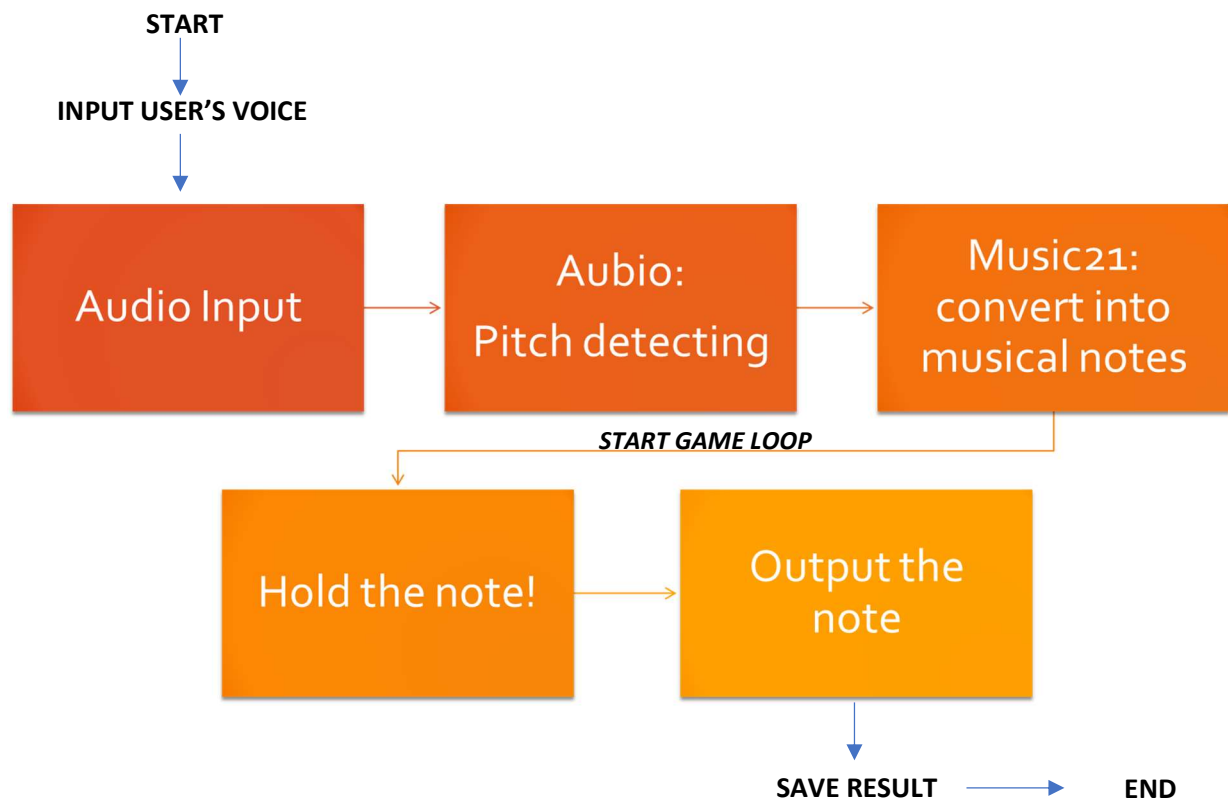 START
INPUT USER’S VOICE
Audio Input
Aubio:
Pitch detecting
Music21:
convert into
musical notes
START GAME LOOP
Hold the note!
Output the
note
SAVE RESULT
END